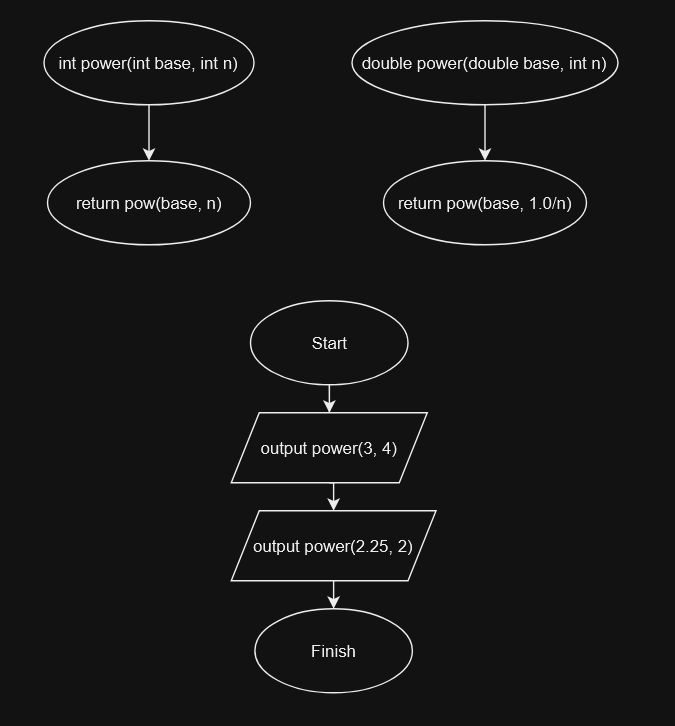 int power(int base, int n)
double power(double base, int n)
return pow(base, n)
return pow(base, 1.0/n)
Start
output power(3, 4)
output power(2.25, 2)
Finish